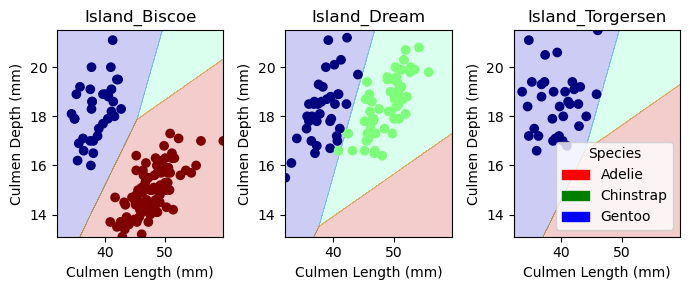 Island_Biscoe
Island_Dream
Island_Torgersen
20
18
16
14
40
50
Culmen Length (mm)
Culmen Depth (mm)
20
18
16
14
40
50
Culmen Length (mm)
Culmen Depth (mm)
20
18
16
14
40
50
Culmen Length (mm)
Culmen Depth (mm)
Species
Adelie
Chinstrap
Gentoo